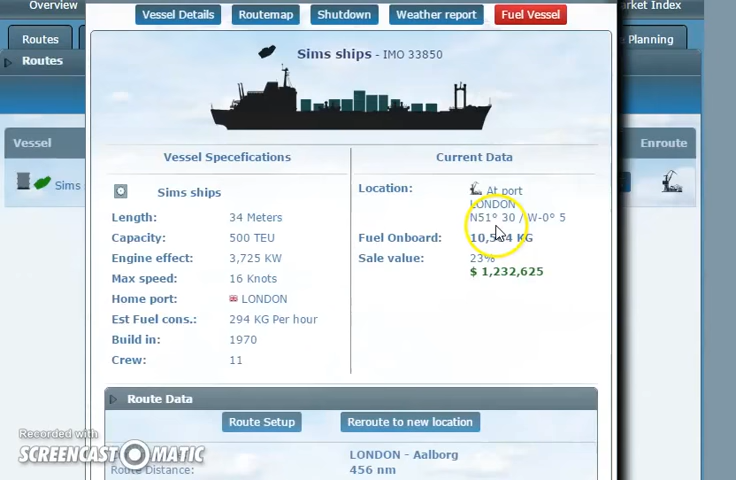 Overview
Market Index
Vessel Details
Routemap
Shutdown
Weather report
Fuel Vessel
Routes
Planning
Routes
Sims ships - IMO 33850
Vessel
Enroute
Vessel Specefications
Current Data
Sims
Sims ships
Location:
At port
LONDON
Length:
34 Meters
N51° 30 / W-0° 5
Capacity:
500 TEU
Fuel Onboard:
KG
Engine effect:
3,725 KW
Sale value:
23%
$ 1,232,625
Max speed:
16 Knots
Home port:
LONDON
Est Fuel cons.:
294 KG Per hour
Build in:
1970
Crew:
11
Route Data
Route Setup
Reroute to new location
Recorded with
SCREENCAST-O-MATIC
LONDON - Aalborg
Route Distance:
456 nm